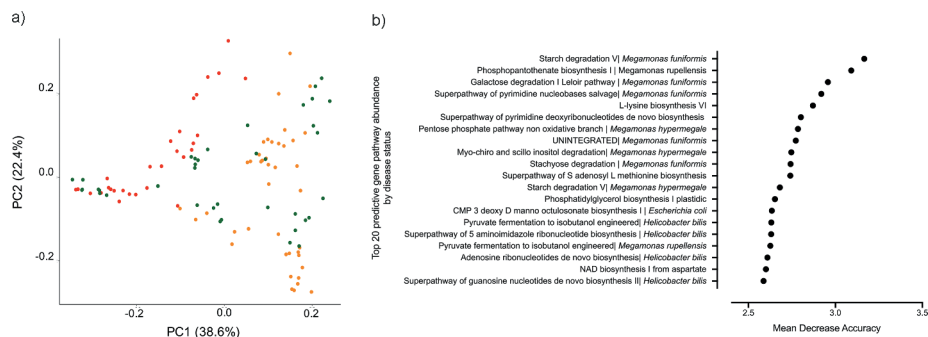 a)
PC2 (22.4%)
0.2
0.0
-0.2
-0.2
0.0
0.2
PC1 (38.6%)
b)
Top 20 predictive gene pathway abundance
by disease status
Starch degradation V| Megamonas funiformis
Phosphopantothenate biosynthesis I | Megamonas rupellensis
Galactose degradation I Leloir pathway | Megamonas funiformis
Superpathway of pyrimidine nucleobases salvage| Megamonas funiformis
L-lysine biosynthesis VI
Superpathway of pyrimidine deoxyribonucleotides de novo biosynthesis
Pentose phosphate pathway non oxidative branch | Megamonas hypermegale
UNINTEGRATED| Megamonas funiformis
Myo-chiro and scillo inositol degradation| Megamonas hypermegale
Stachyose degradation | Megamonas funiformis
Superpathway of S adenosyl L methionine biosynthesis
Starch degradation V| Megamonas hypermegale
Phosphatidylglycerol biosynthesis I plastidic
CMP 3 deoxy D manno octulosonate biosynthesis I | Escherichia coli
Pyruvate fermentation to isobutanol engineered| Helicobacter bilis
Superpathway of 5 aminoimidazole ribonucleotide biosynthesis | Helicobacter bilis
Pyruvate fermentation to isobutanol engineered| Megamonas rupellensis
Adenosine ribonucleotides de novo biosynthesis| Helicobacter bilis
NAD biosynthesis I from aspartate
Superpathway of guanosine nucleotides de novo biosynthesis II| Helicobacter bilis
2.5
3.0
3.5
Mean Decrease Accuracy